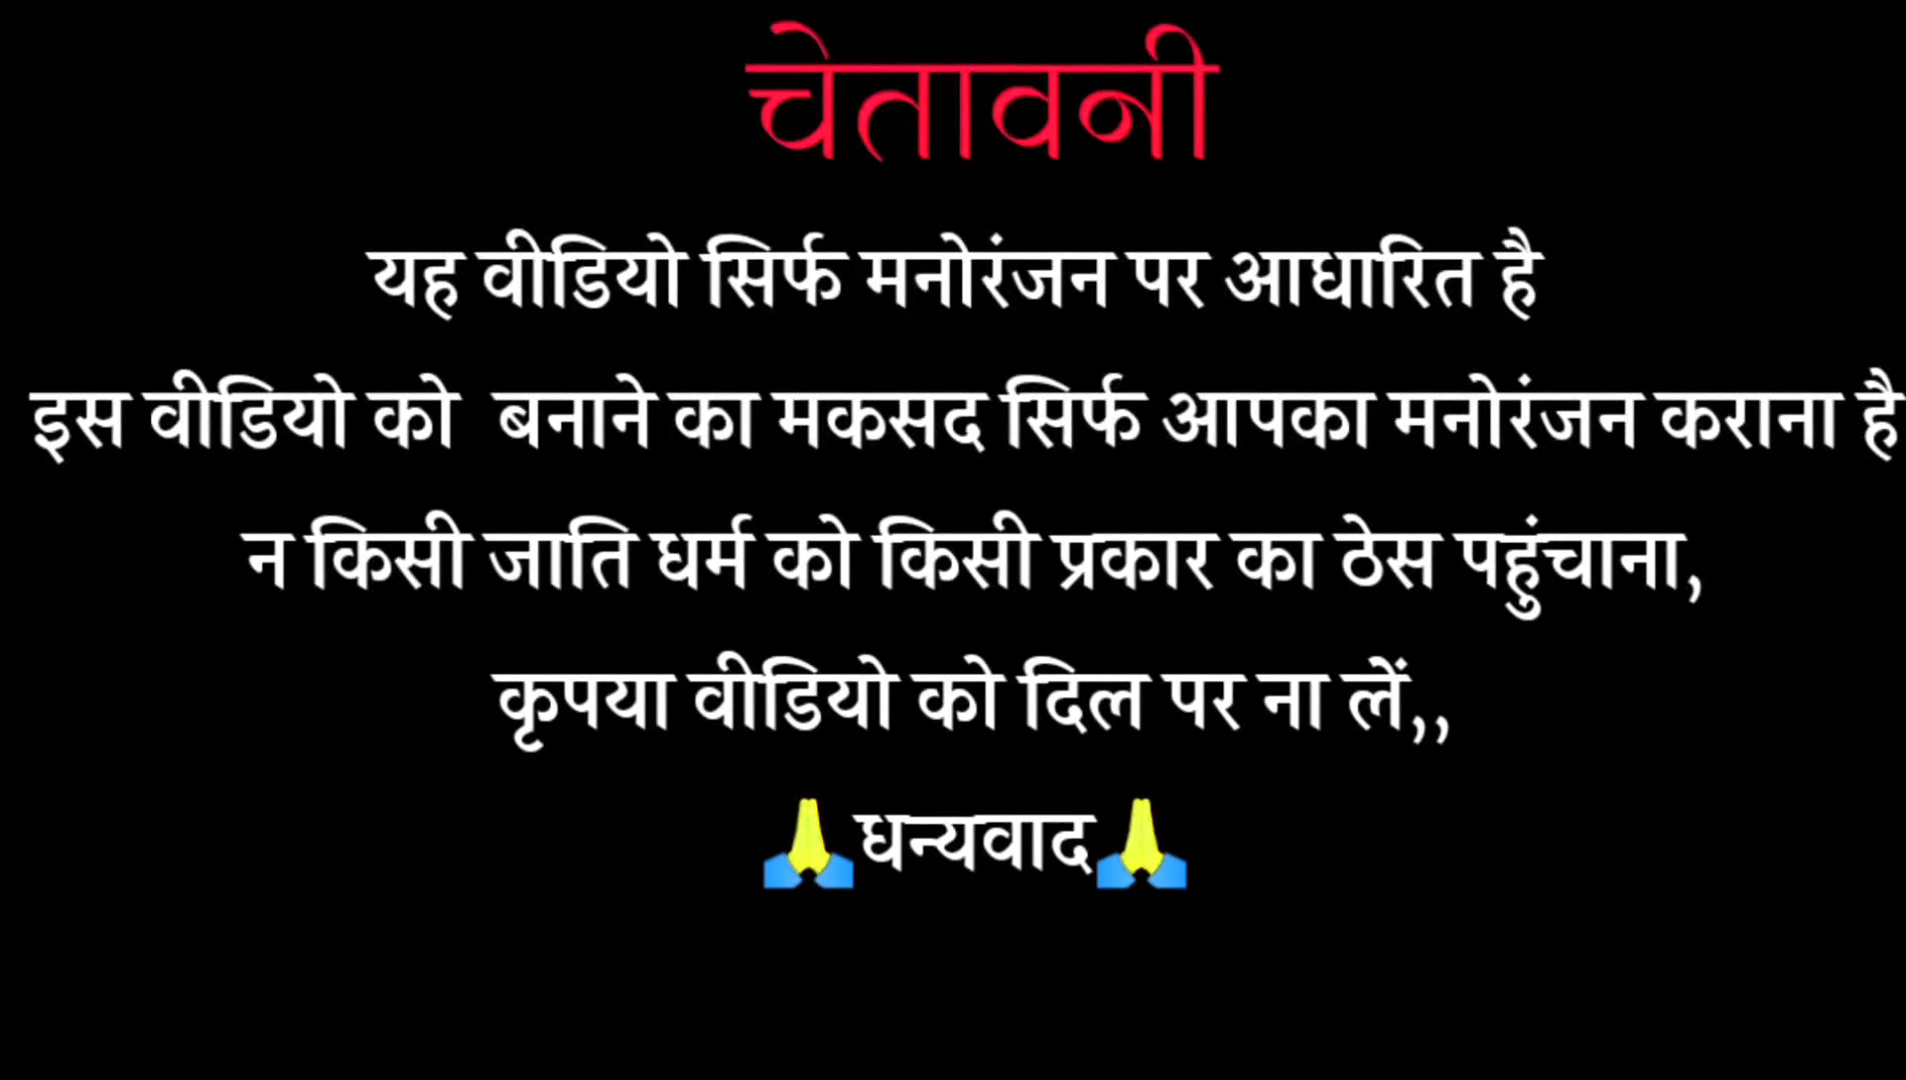 चेतावनी
यह वीडियो सिर्फ मनोरंजन पर आधारित है
इस वीडियो को बनाने का मकसद सिर्फ आपका मनोरंजन कराना है
न किसी जाति धर्म को किसी प्रकार का ठेस पहुंचाना,
कृपया वीडियो को दिल पर ना लें,,
🙏धन्यवाद🙏